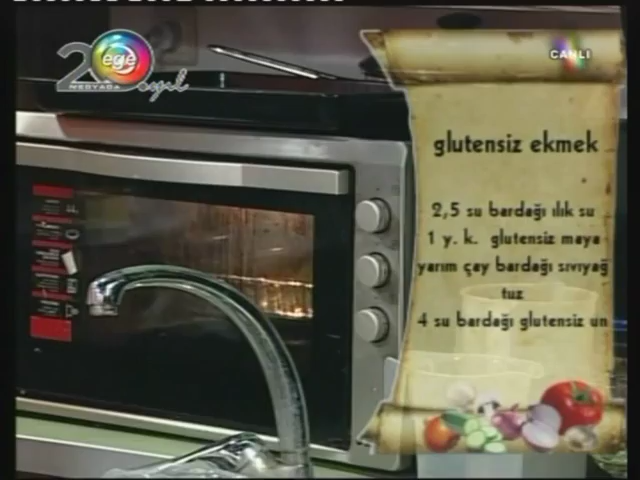 20
ege
MEDYADA
yıl
CANLI
glutensiz ekmek
2,5 su bardağı ılık su
1 y. k. glutensiz maya
yarım çay bardağı sıvıyağ
tuz
4 su bardağı glutensiz un